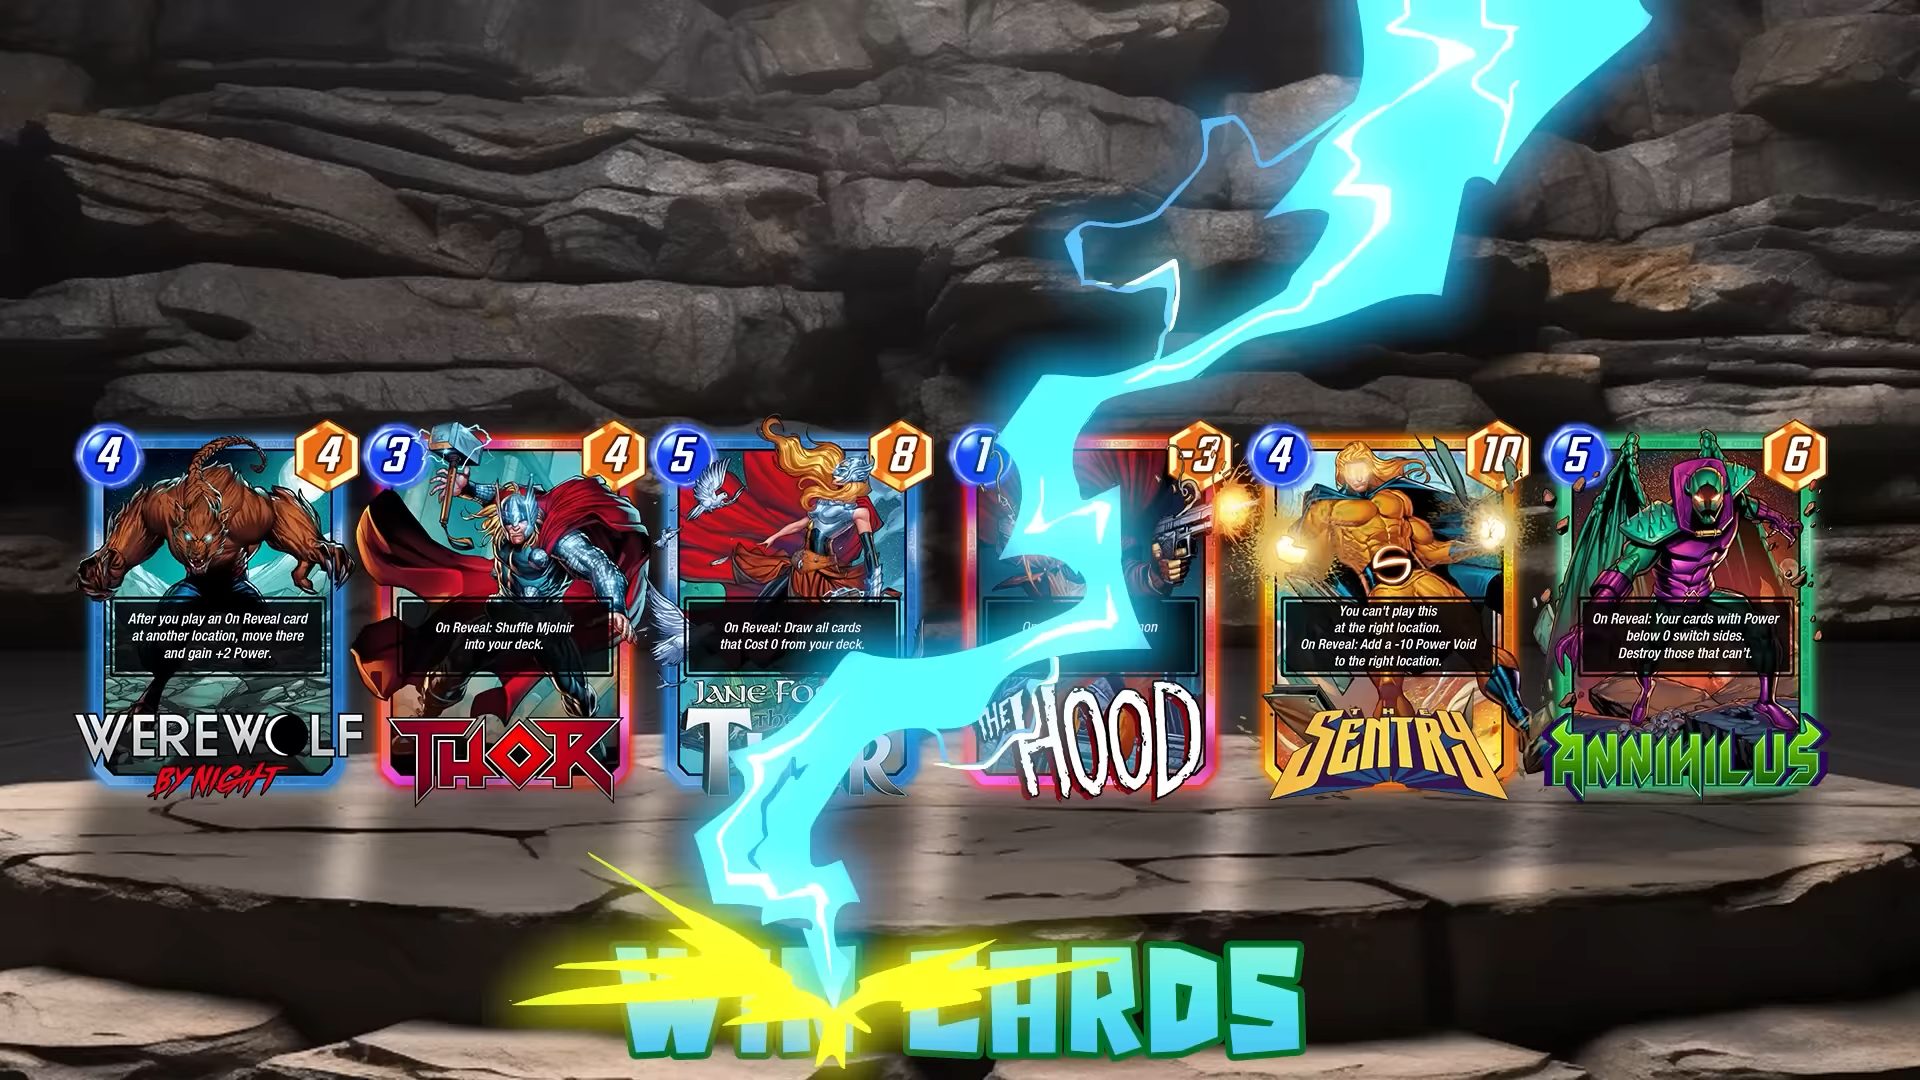 4
4
After you play an On Reveal card
at another location, move there
and gain +2 Power.
WEREWOLF
BY NIGHT
3
4
On Reveal: Shuffle Mjolnir
into your deck.
THOR
5
8
On Reveal: Draw all cards
that Cost 0 from your deck.
JANE
the
1
-3
THE
HOOD
4
10
You can't play this
at the right location.
On Reveal: Add a -10 Power Void
to the right location.
THE
SENTRY
5
6
On Reveal: Your cards with Power
below 0 switch sides.
Destroy those that can't.
ANNIHILUS
WIN CARDS